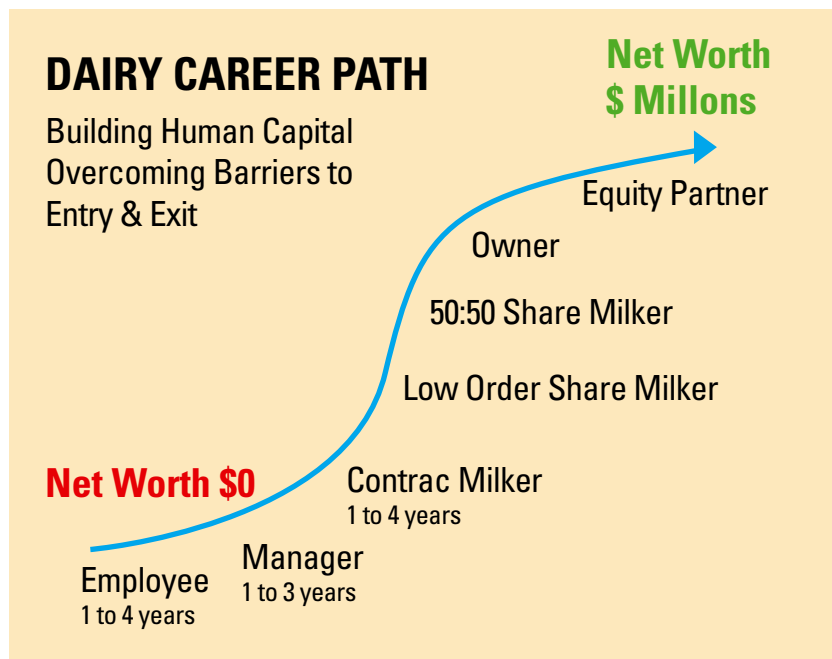 DAIRY CAREER PATH
Building Human Capital
Overcoming Barriers to
Entry & Exit
Net Worth
$ Millons
Equity Partner
Owner
50:50 Share Milker
Low Order Share Milker
Net Worth $0
Contrac Milker
1 to 4 years
Manager
1 to 3 years
Employee
1 to 4 years